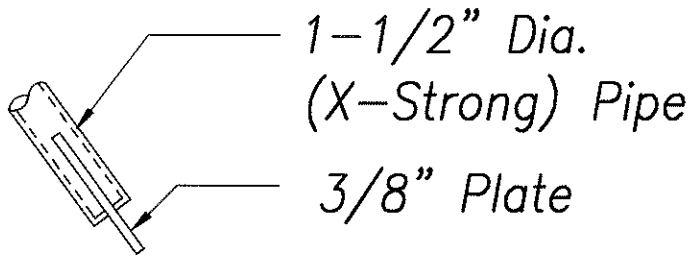 1-1/2" Dia.
(X-Strong) Pipe
3/8" Plate